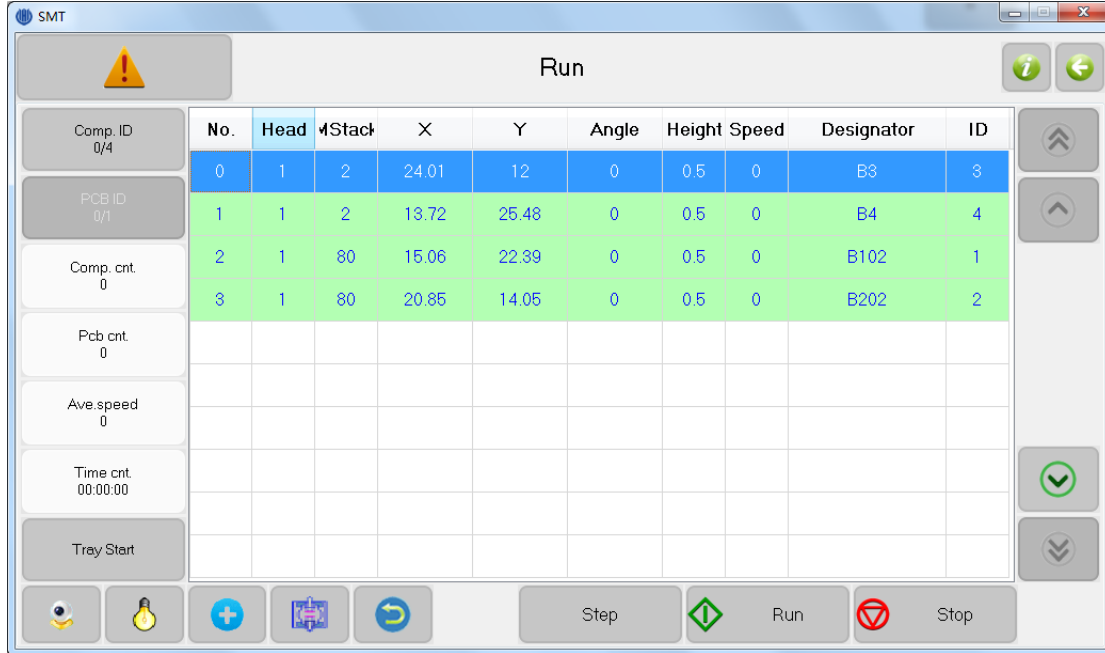 SMT
Run
Comp. ID
0/4
PCB ID
0/1
Comp. cnt.
0
Pcb cnt.
0
Ave.speed
0
Time cnt.
00:00:00
Tray Start
No. Head Stack X Y Angle Height Speed Designator ID
0 1 2 24.01 12 0 0.5 0 B3 3
1 1 2 13.72 25.48 0 0.5 0 B4 4
2 1 80 15.06 22.39 0 0.5 0 B102 1
3 1 80 20.85 14.05 0 0.5 0 B202 2
Step Run Stop